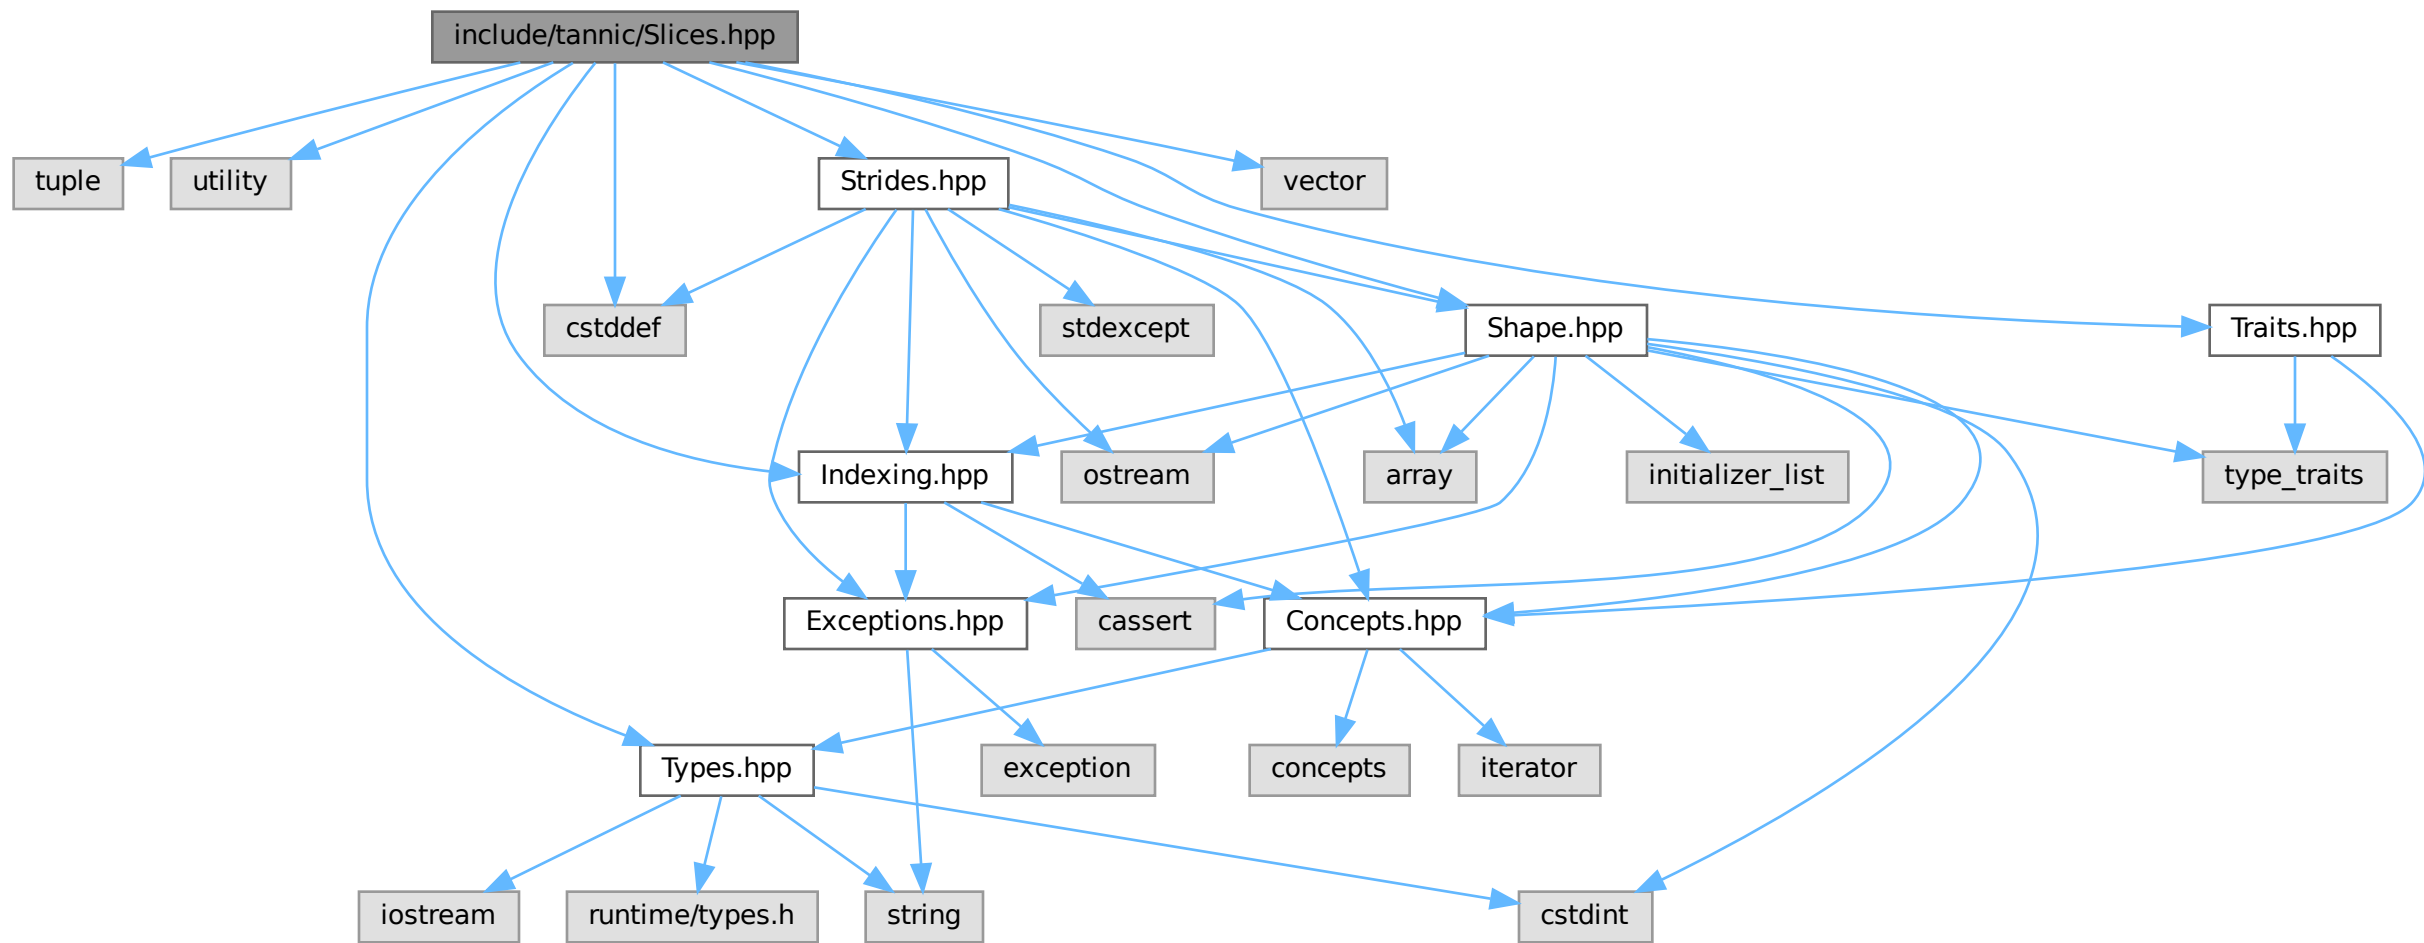 include/tannic/Slices.hpp
tuple
utility
Strides.hpp
vector
cstddef
stdexcept
Shape.hpp
Traits.hpp
Indexing.hpp
ostream
array
initializer_list
type_traits
Exceptions.hpp
cassert
Concepts.hpp
Types.hpp
exception
concepts
iterator
iostream
runtime/types.h
string
cstdint